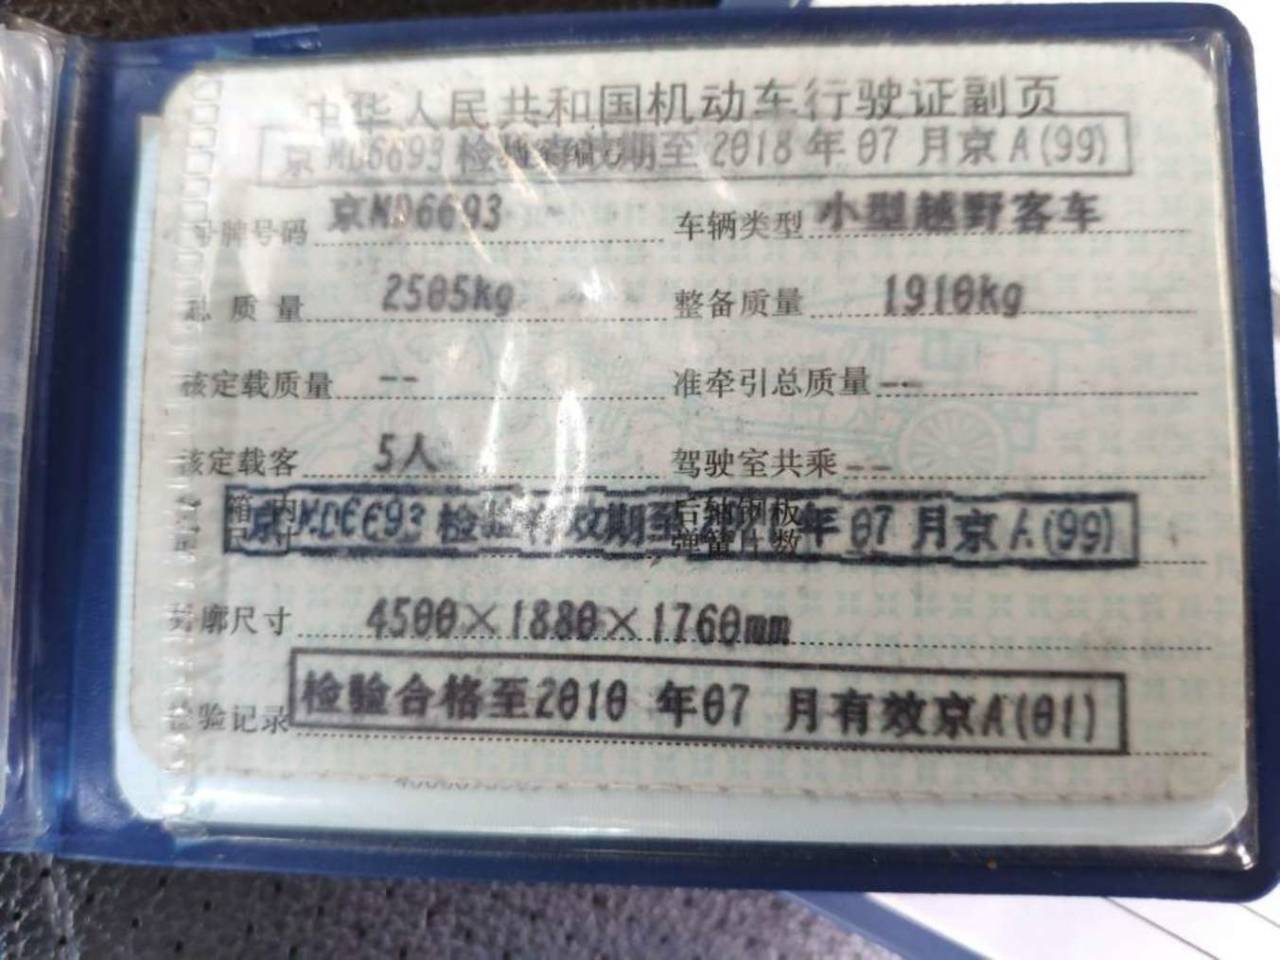 中华人民共和国机动车行驶证副页
京MD6693检验有效期至2018年07月京A(99)
号牌号码 京MD6693 车辆类型 小型越野客车
总质量 2505kg 整备质量 1910kg
核定载质量 -- 准牵引总质量 --
核定载客 5人 驾驶室共乘 --
后轴钢板
弹簧片数
京MD6693检验有效期至 年07月京A(99)
外廓尺寸 4500×1880×1760mm
检验记录 检验合格至2010年07月有效京A(01)